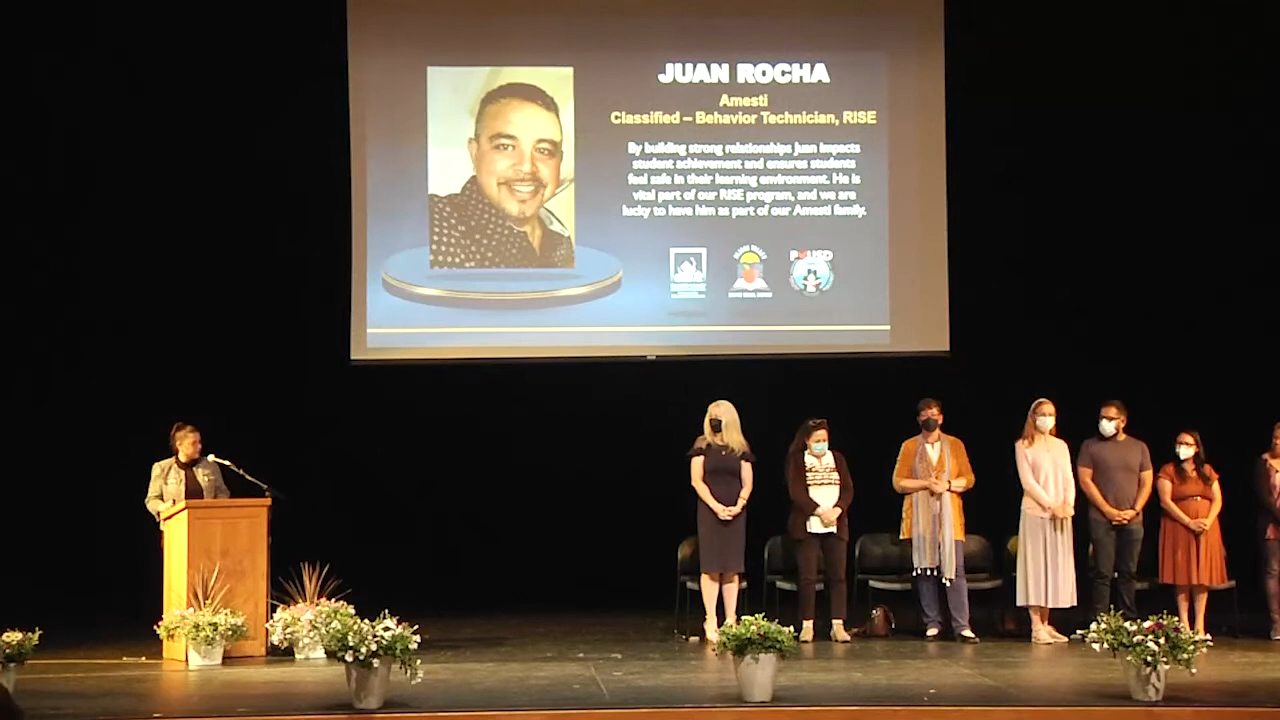 JUAN ROCHA
Amesti
Classified – Behavior Technician, RISE
By building strong relationships Juan impacts
student achievement and ensures students
feel safe in their learning environment. He is
vital part of our RISE program, and we are
lucky to have him as part of our Amesti family.
PVUSD